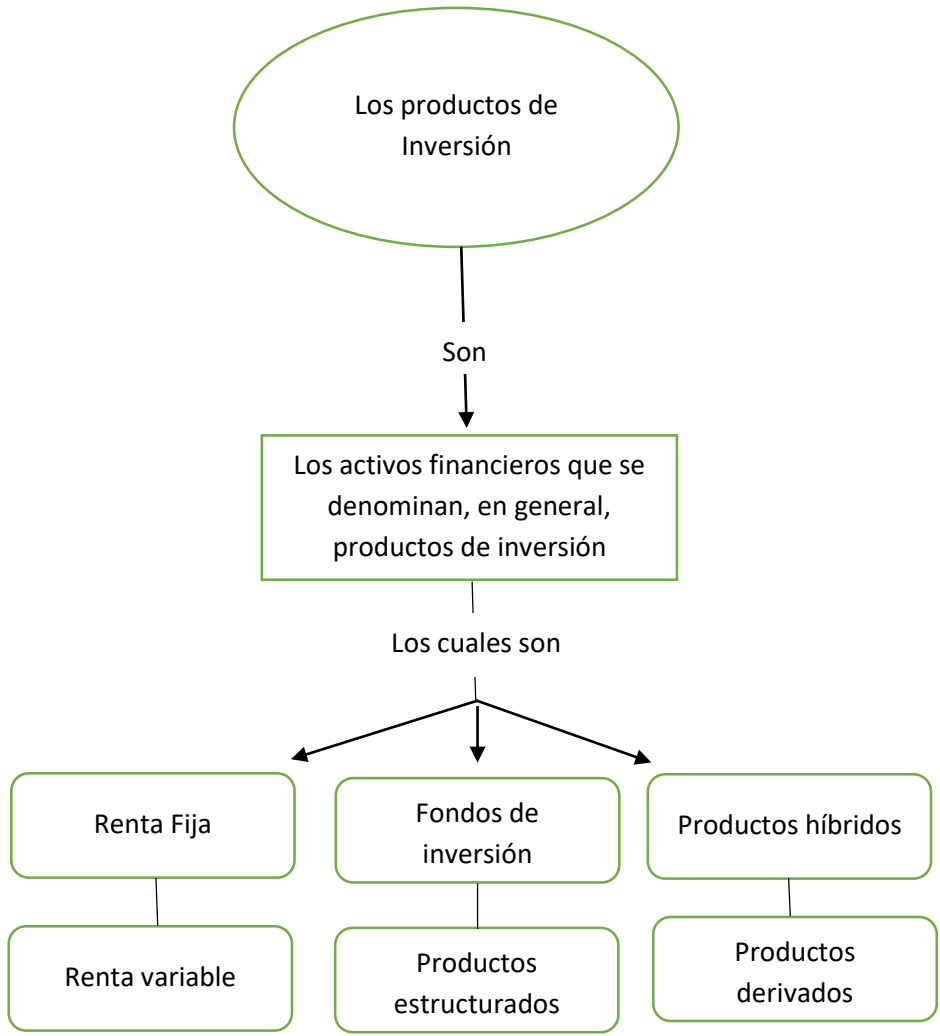 Los productos de
Inversión
Son
Los activos financieros que se
denominan, en general,
productos de inversión
Los cuales son
Renta Fija
Fondos de
inversión
Productos híbridos
Renta variable
Productos
estructurados
Productos
derivados